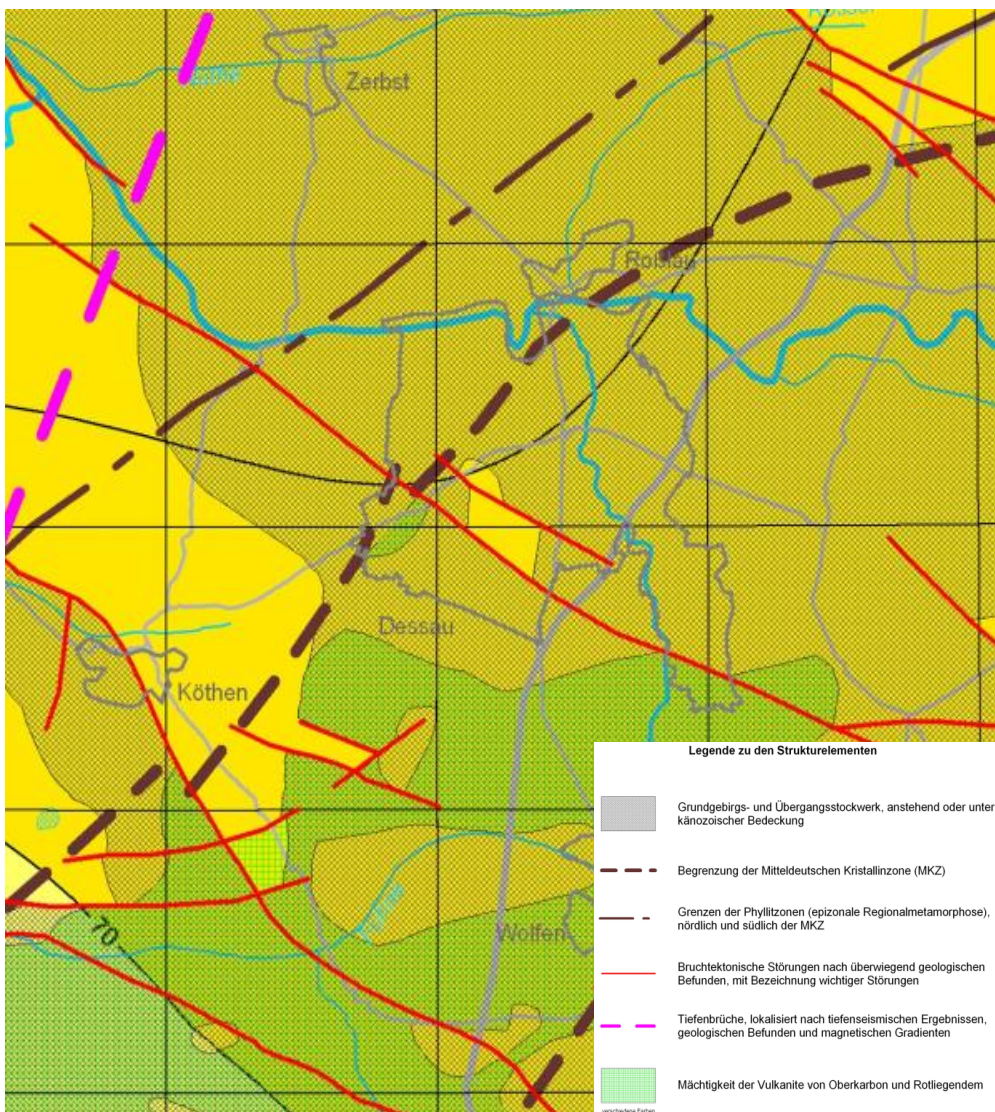 Zerbst
Roßlau
Dessau
Köthen
70
Wolfen
Legende zu den Strukturelementen
Grundgebirgs- und Übergangsstockwerk, anstehend oder unter
känozoischer Bedeckung
Begrenzung der Mitteldeutschen Kristallinzone (MKZ)
Grenzen der Phyllitzonen (epizonale Regionalmetamorphose),
nördlich und südlich der MKZ
Bruchtektonische Störungen nach überwiegend geologischen
Befunden, mit Bezeichnung wichtiger Störungen
Tiefenbrüche, lokalisiert nach tiefenseismischen Ergebnissen,
geologischen Befunden und magnetischen Gradienten
Mächtigkeit der Vulkanite von Oberkarbon und Rotliegendem
verschiedene Farben